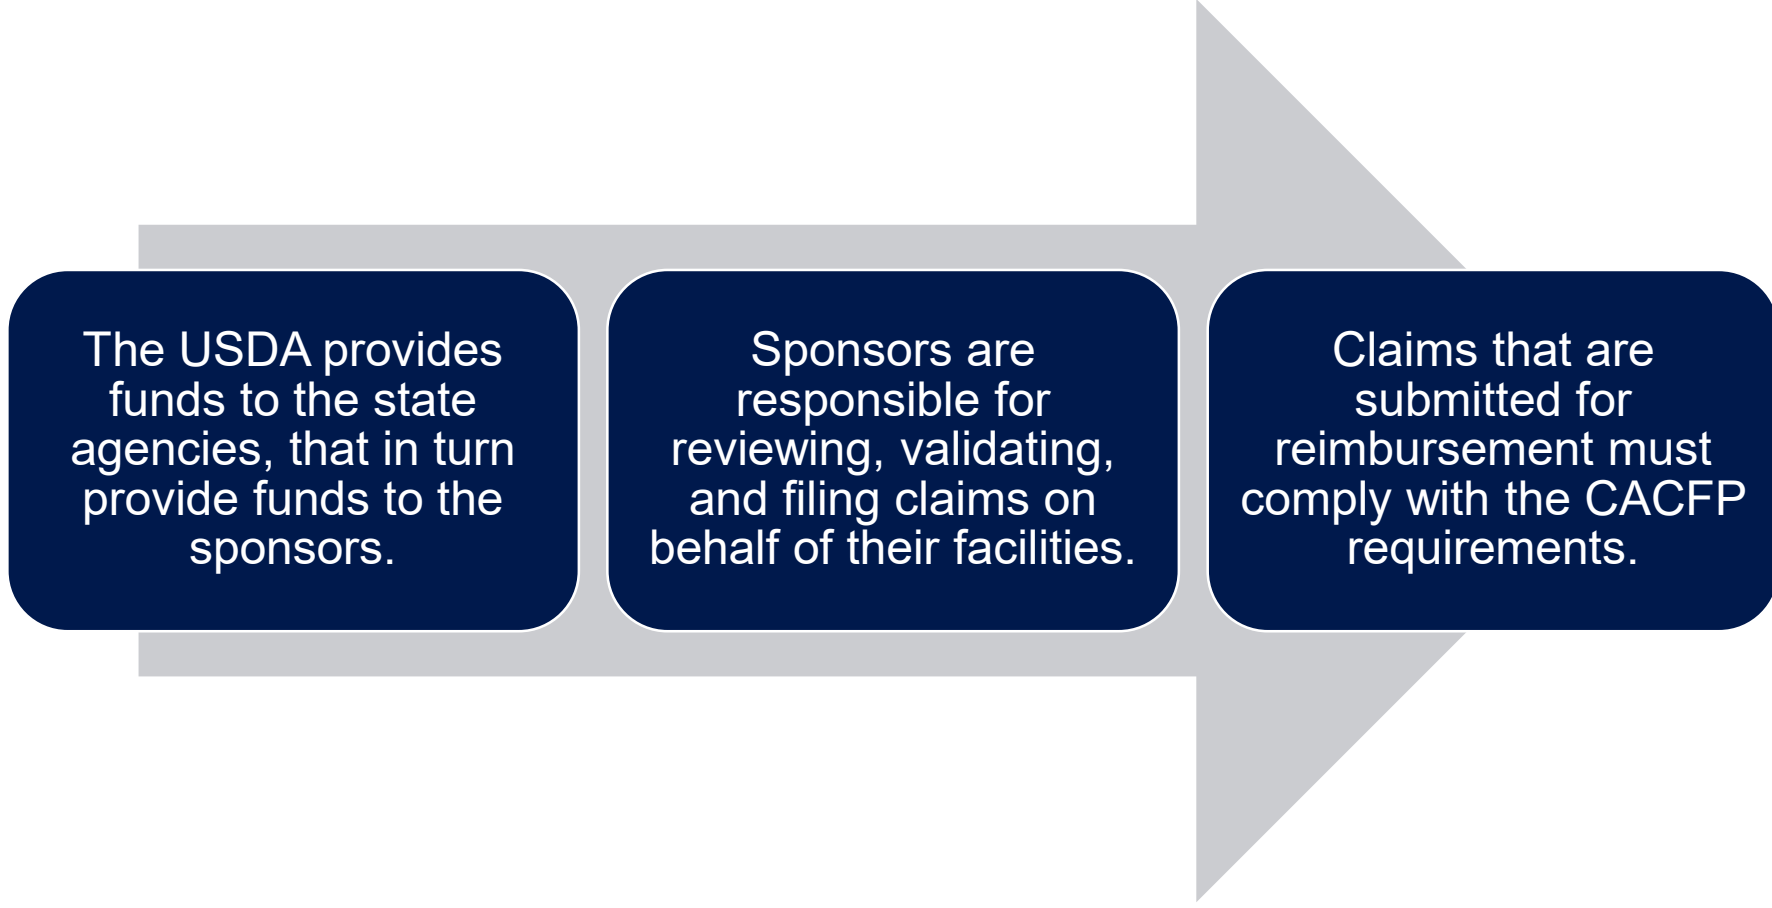 The USDA provides
funds to the state
agencies, that in turn
provide funds to the
sponsors.
Sponsors are
responsible for
reviewing, validating,
and filing claims on
behalf of their facilities.
Claims that are
submitted for
reimbursement must
comply with the CACFP
requirements.